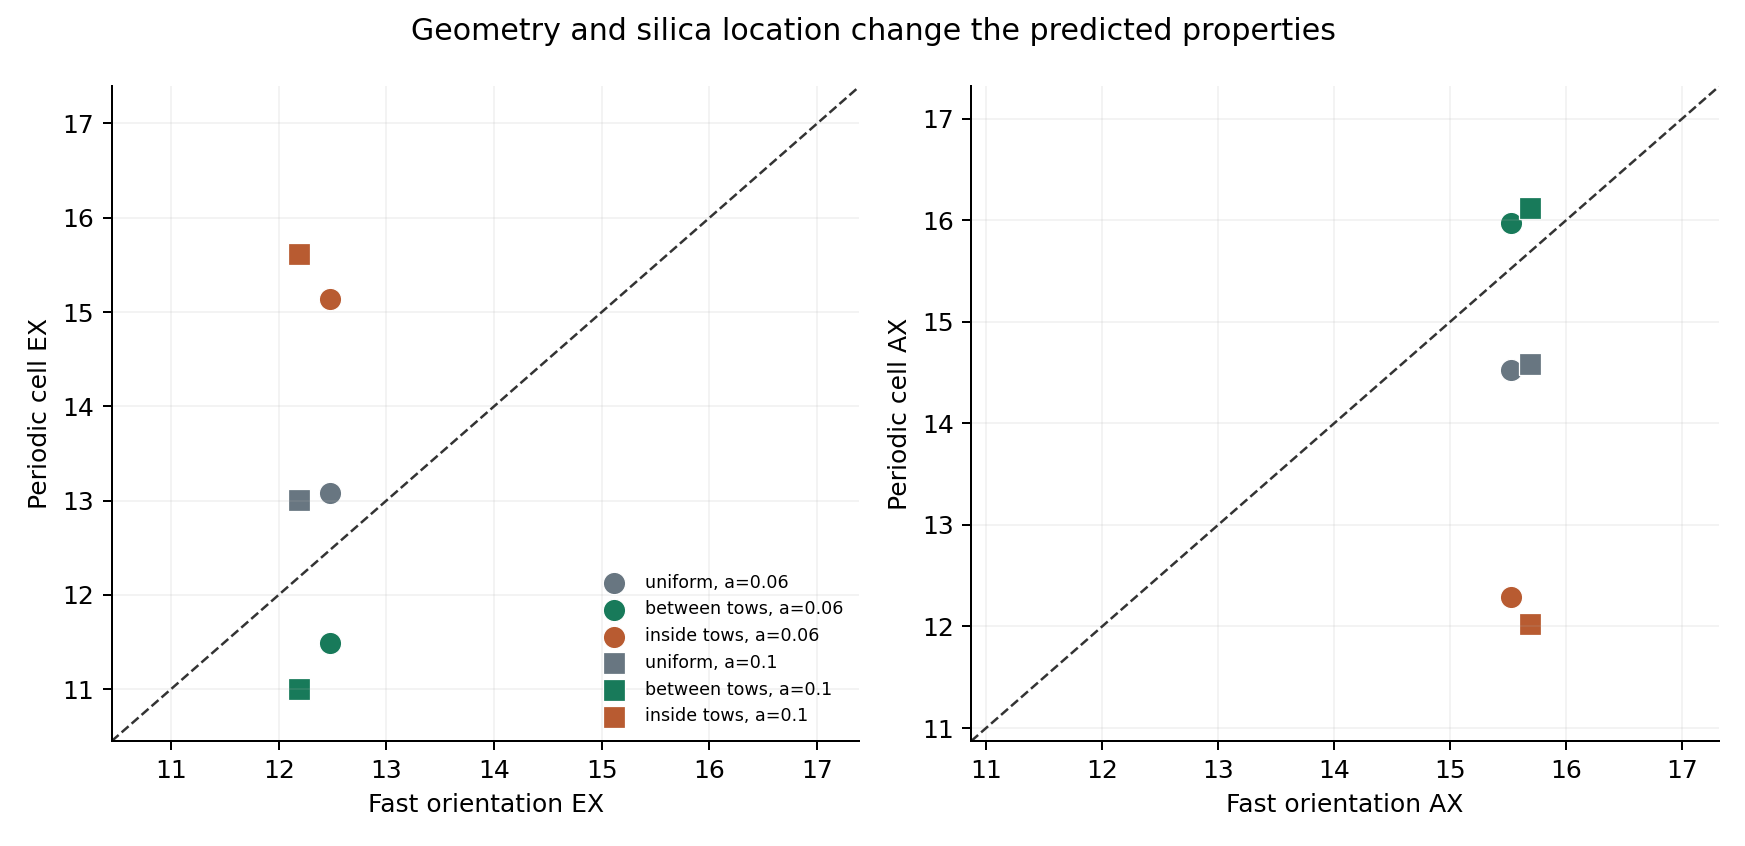 Geometry and silica location change the predicted properties
Periodic cell EX
17
16
15
14
13
12
11
11 12 13 14 15 16 17
Fast orientation EX
uniform, a=0.06
between tows, a=0.06
inside tows, a=0.06
uniform, a=0.1
between tows, a=0.1
inside tows, a=0.1
Periodic cell AX
17
16
15
14
13
12
11
11 12 13 14 15 16 17
Fast orientation AX